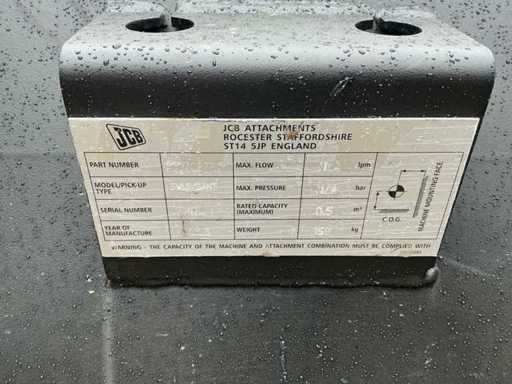 JCB
JCB ATTACHMENTS
ROCESTER STAFFORDSHIRE
ST14 5JP ENGLAND
PART NUMBER MAX. FLOW lpm
MODEL/PICK-UP TYPE MAX. PRESSURE bar
SERIAL NUMBER RATED CAPACITY (MAXIMUM) 0.5 m³
YEAR OF MANUFACTURE WEIGHT kg
C.O.G.
MACHINE MOUNTING FACE
WARNING - THE CAPACITY OF THE MACHINE AND ATTACHMENT COMBINATION MUST BE COMPLIED WITH